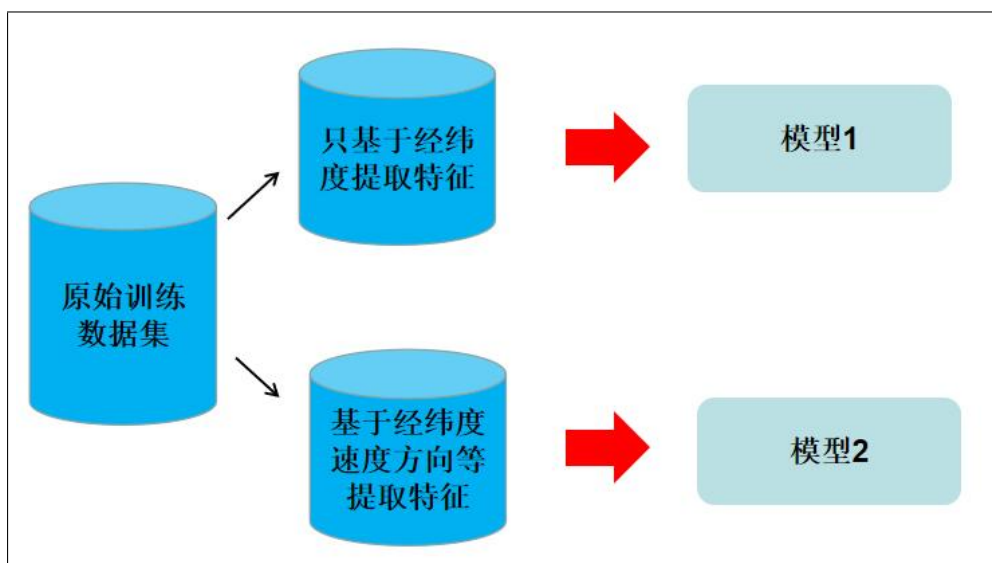 只基于经纬
度提取特征
模型1
原始训练
数据集
基于经纬度
速度方向等
提取特征
模型2